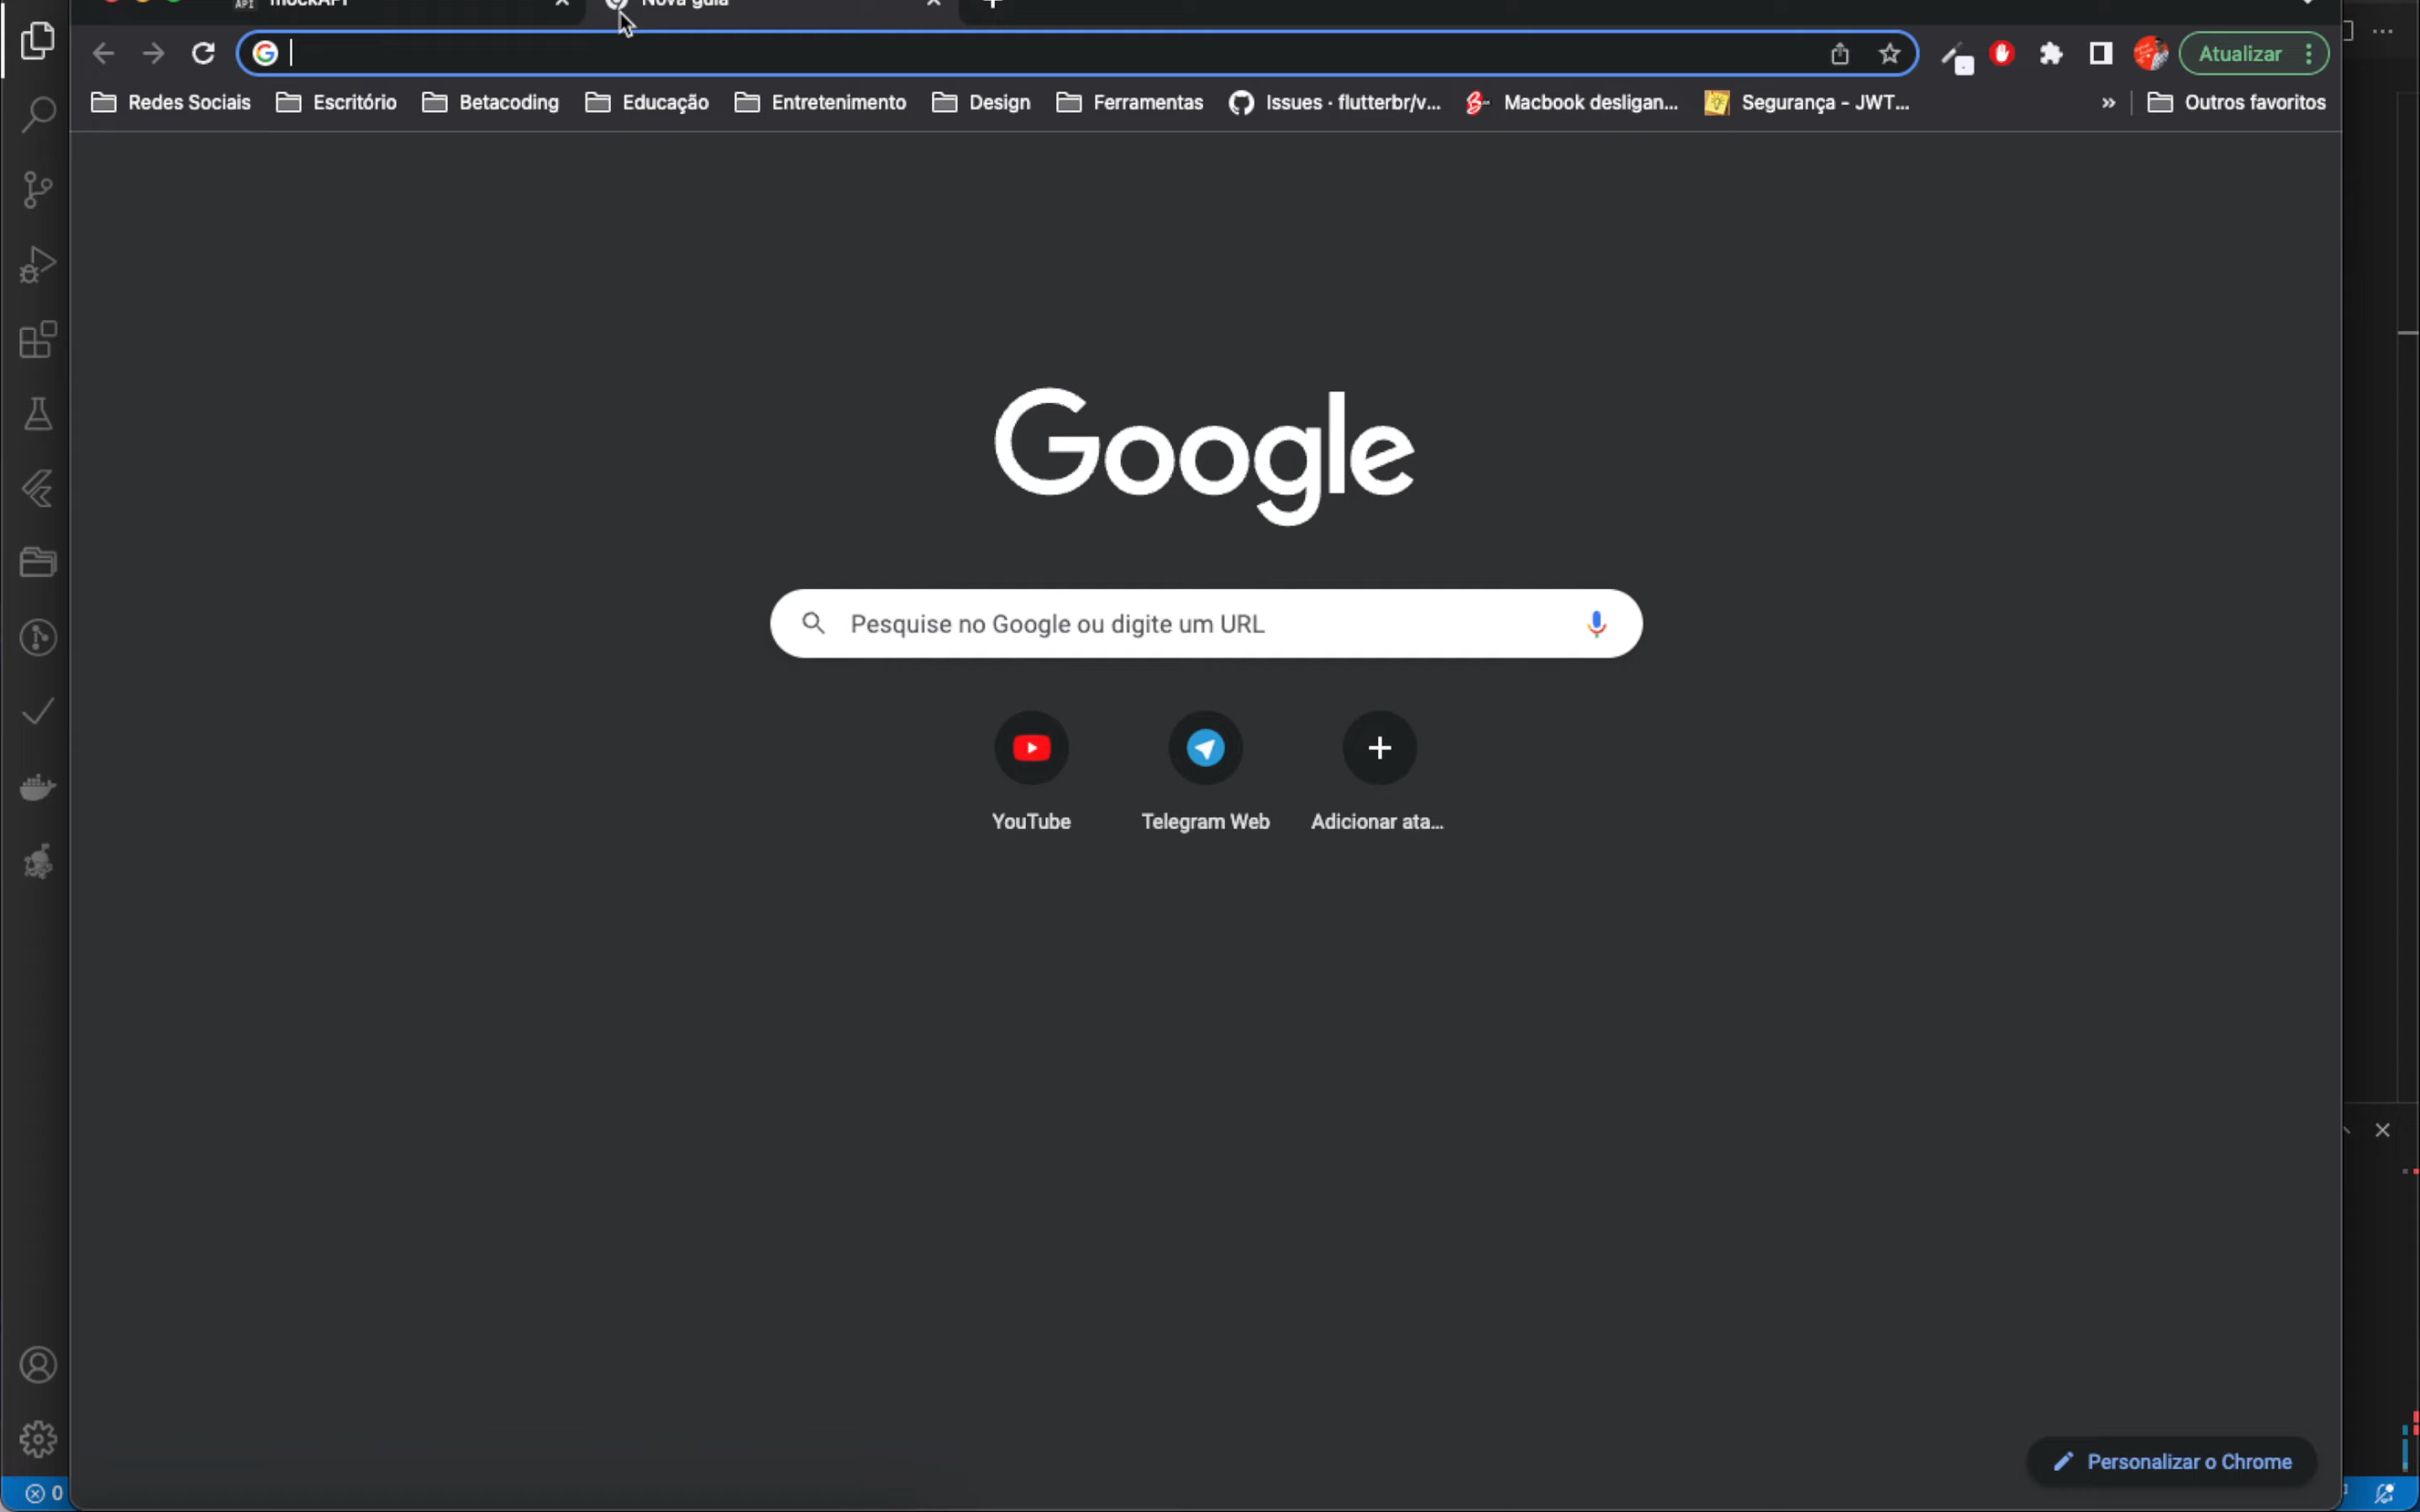 API mockAPI
Nova guia
Atualizar
Redes Sociais Escritório Betacoding Educação Entretenimento Design Ferramentas Issues · flutterbr/v... Macbook desligan... Segurança - JWT... » Outros favoritos
Google
Pesquise no Google ou digite um URL
YouTube Telegram Web Adicionar ata...
Personalizar o Chrome
0